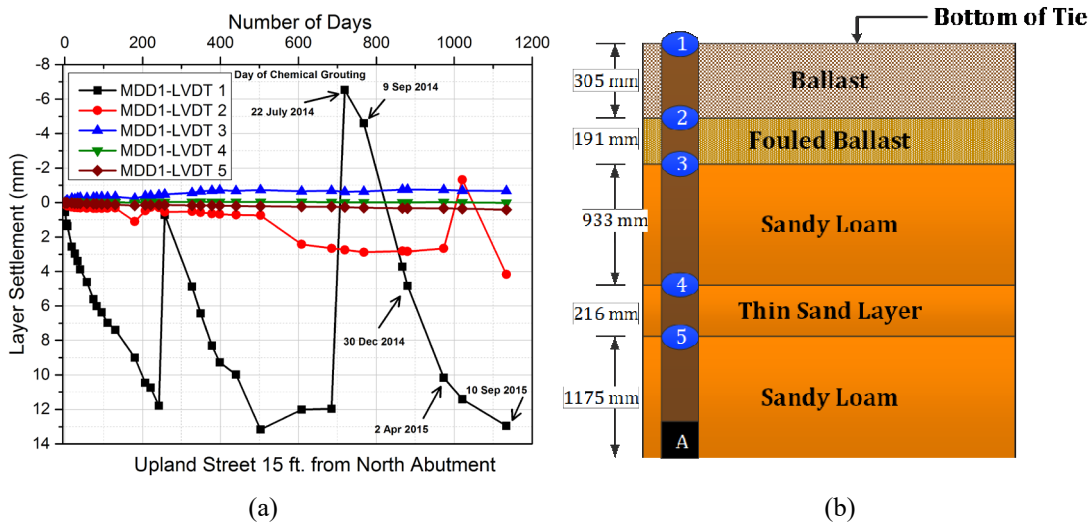 Number of Days
0 200 400 600 800 1000 1200
-8
-6
-4
-2
0
2
4
6
8
10
12
14
Layer Settlement (mm)
MDD1-LVDT 1
MDD1-LVDT 2
MDD1-LVDT 3
MDD1-LVDT 4
MDD1-LVDT 5
Day of Chemical Grouting
22 July 2014
9 Sep 2014
30 Dec 2014
2 Apr 2015
10 Sep 2015
Upland Street 15 ft. from North Abutment
(a)
Bottom of Tie
1
305 mm
Ballast
2
191 mm
Fouled Ballast
3
933 mm
Sandy Loam
4
216 mm
Thin Sand Layer
5
1175 mm
Sandy Loam
A
(b)